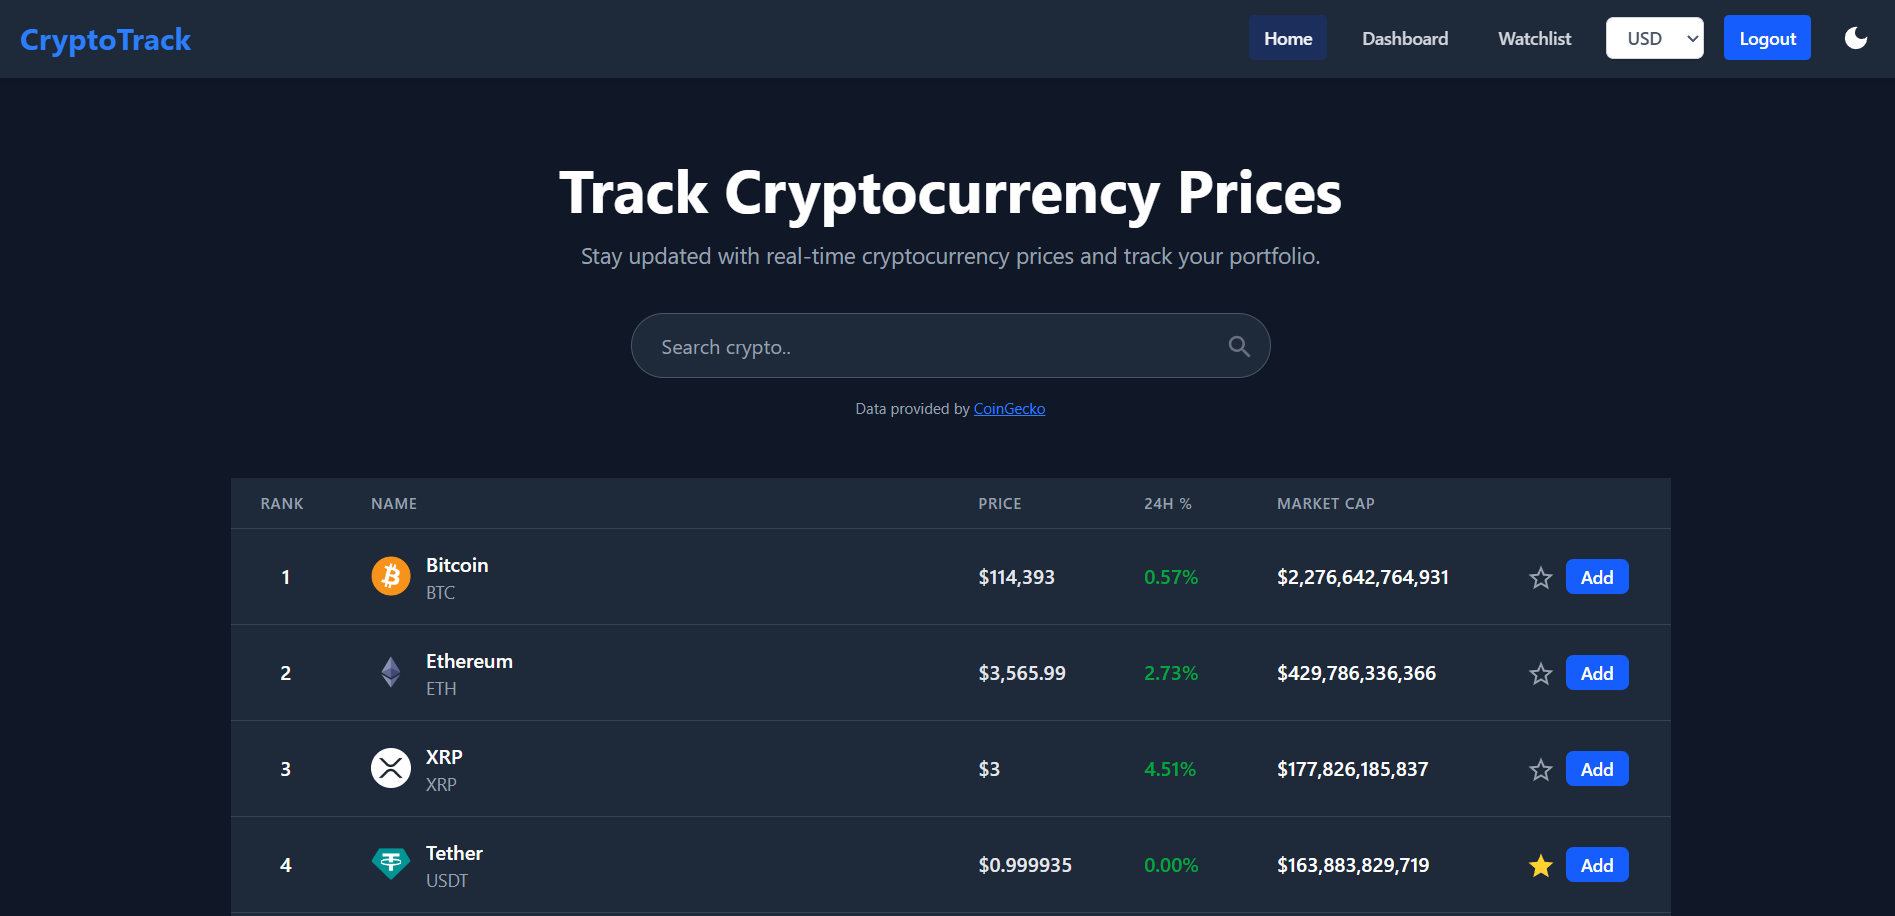 CryptoTrack
Home Dashboard Watchlist USD Logout
Track Cryptocurrency Prices
Stay updated with real-time cryptocurrency prices and track your portfolio.
Search crypto..
Data provided by CoinGecko
RANK NAME PRICE 24H % MARKET CAP
1 Bitcoin BTC $114,393 0.57% $2,276,642,764,931 Add
2 Ethereum ETH $3,565.99 2.73% $429,786,336,366 Add
3 XRP XRP $3 4.51% $177,826,185,837 Add
4 Tether USDT $0.999935 0.00% $163,883,829,719 Add